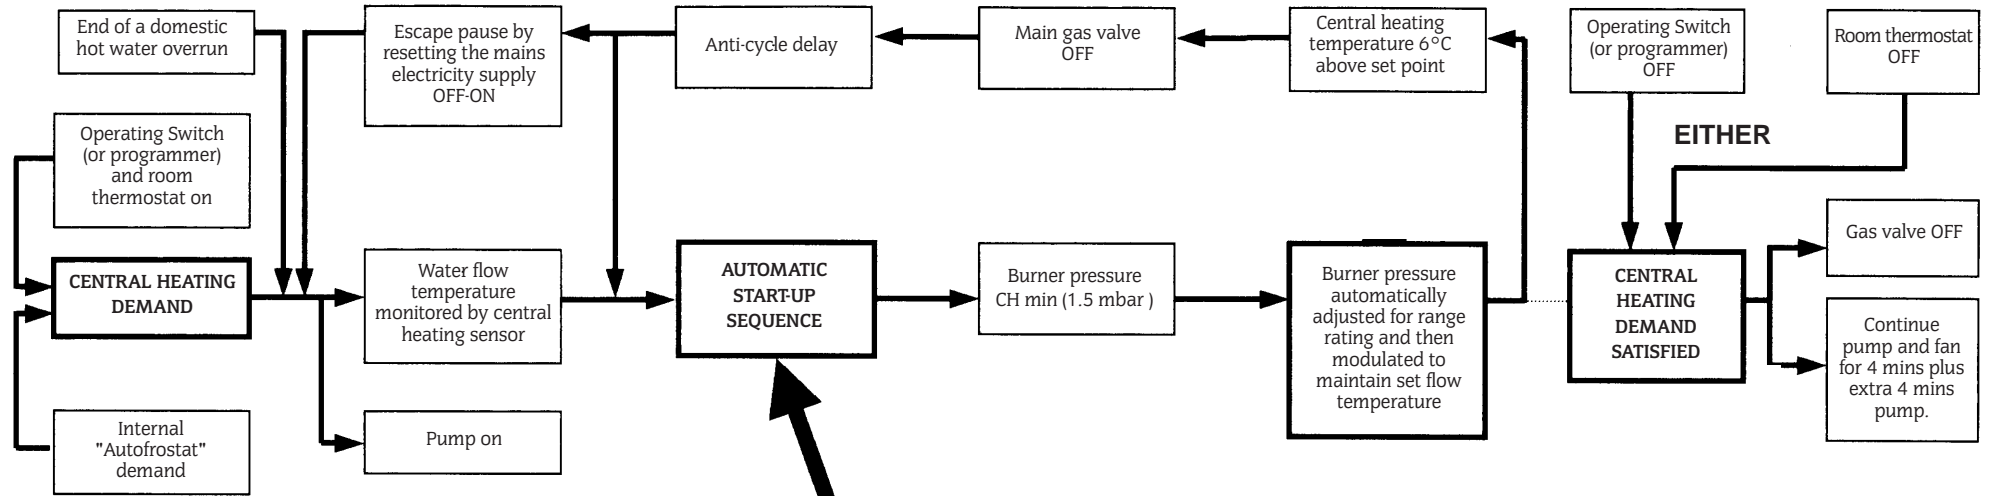 End of a domestic
hot water overrun
Escape pause by
resetting the mains
electricity supply
OFF-ON
Anti-cycle delay
Main gas valve
OFF
Central heating
temperature 6°C
above set point
Operating Switch
(or programmer)
OFF
Room thermostat
OFF
EITHER
Operating Switch
(or programmer)
and room
thermostat on
CENTRAL HEATING
DEMAND
Water flow
temperature
monitored by central
heating sensor
AUTOMATIC
START-UP
SEQUENCE
Burner pressure
CH min (1.5 mbar )
Burner pressure
automatically
adjusted for range
rating and then
modulated to
maintain set flow
temperature
CENTRAL
HEATING
DEMAND
SATISFIED
Gas valve OFF
Continue
pump and fan
for 4 mins plus
extra 4 mins
pump.
Internal
"Autofrostat"
demand
Pump on